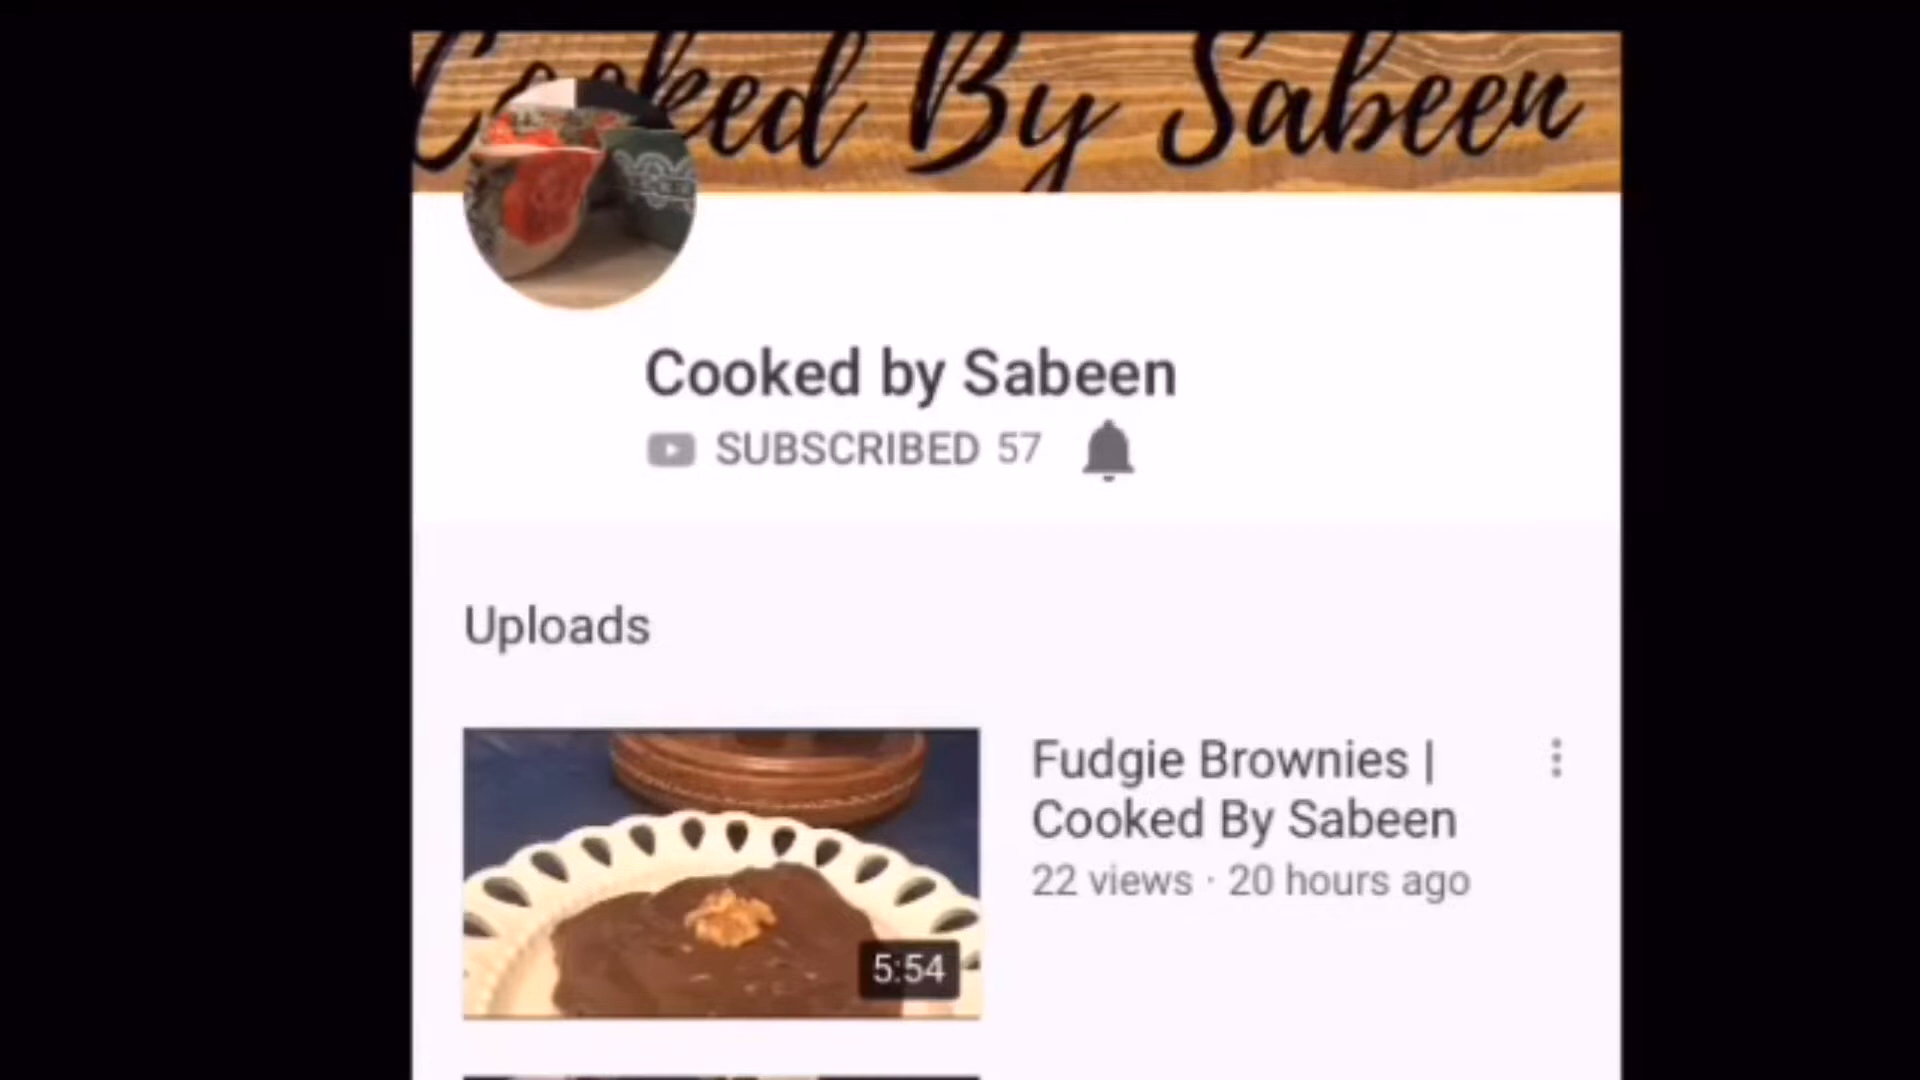 Cooked By Sabeen
Cooked by Sabeen
SUBSCRIBED 57
Uploads
Fudgie Brownies |
Cooked By Sabeen
22 views · 20 hours ago
5:54